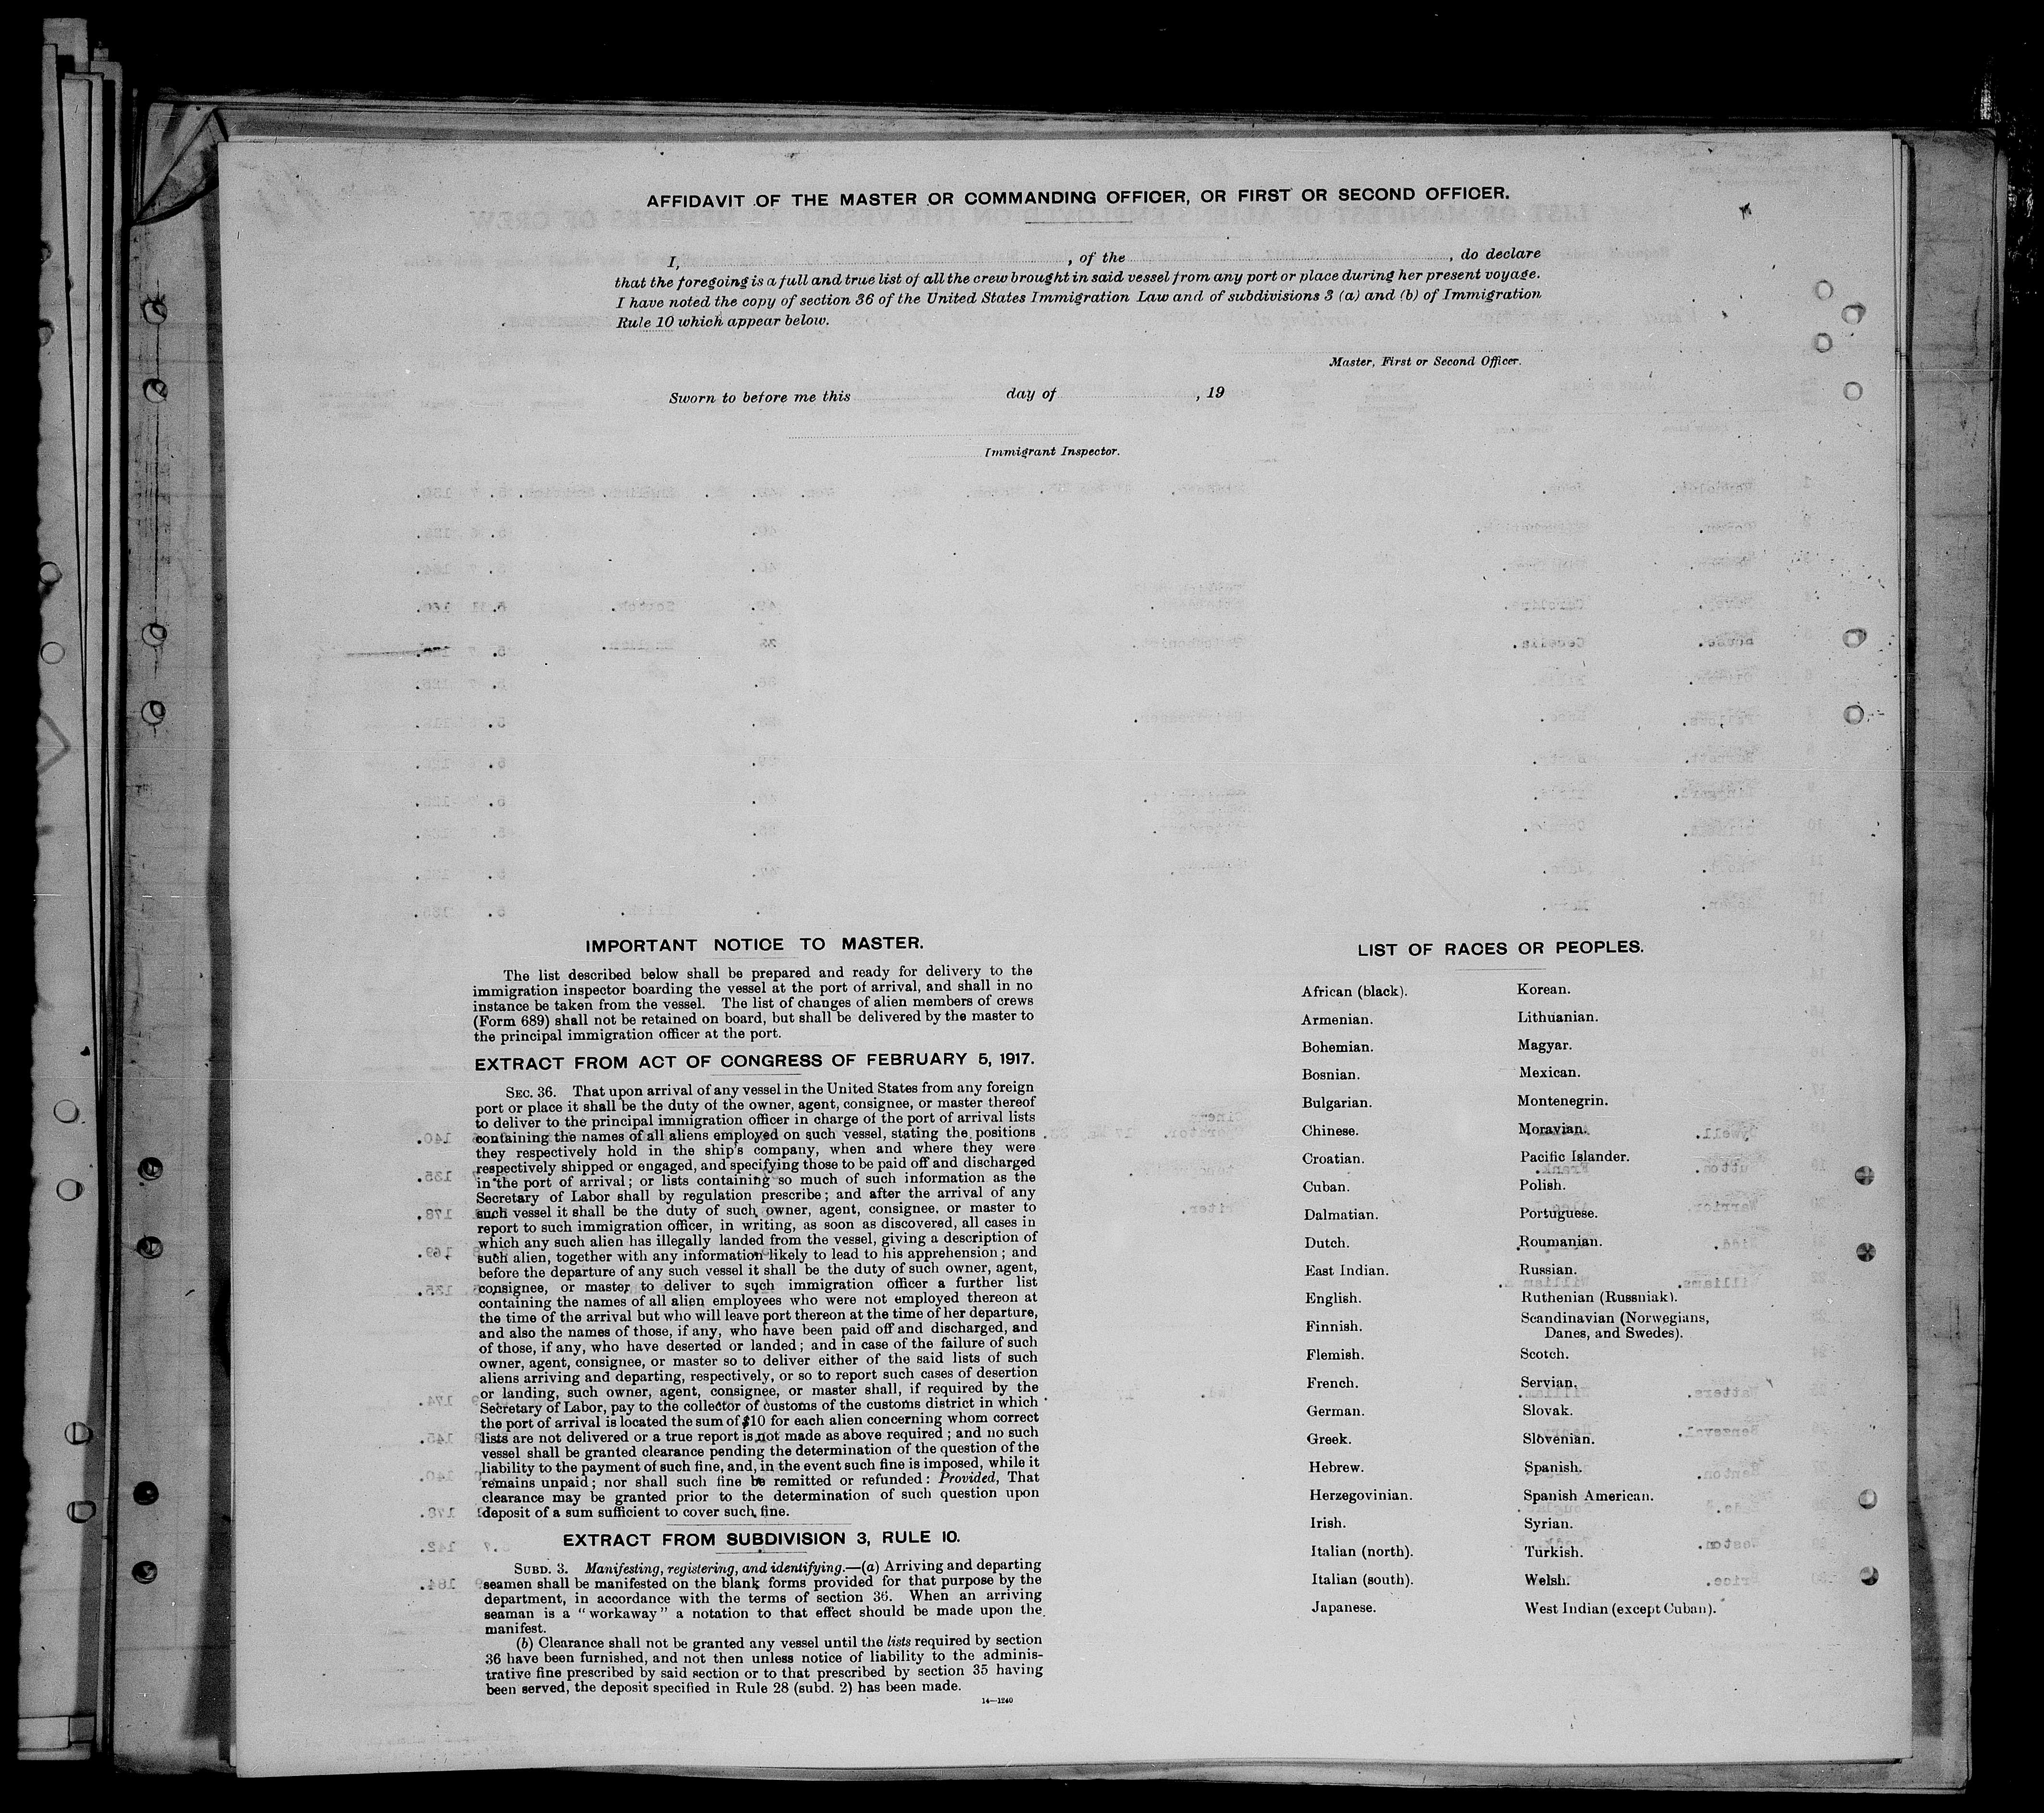 AFFIDAVIT OF THE MASTER OR COMMANDING OFFICER, OR FIRST OR SECOND OFFICER.
I, , of the , do declare
that the foregoing is a full and true list of all the crew brought in said vessel from any port or place during her present voyage.
I have noted the copy of section 36 of the United States Immigration Law and of subdivisions 3 (a) and (b) of Immigration
Rule 10 which appear below.
Master, First or Second Officer.
Sworn to before me this day of , 19
Immigrant Inspector.
IMPORTANT NOTICE TO MASTER.
The list described below shall be prepared and ready for delivery to the
immigration inspector boarding the vessel at the port of arrival, and shall in no
instance be taken from the vessel. The list of changes of alien members of crews
(Form 689) shall not be retained on board, but shall be delivered by the master to
the principal immigration officer at the port.
EXTRACT FROM ACT OF CONGRESS OF FEBRUARY 5, 1917.
SEC. 36. That upon arrival of any vessel in the United States from any foreign
port or place it shall be the duty of the owner, agent, consignee, or master thereof
to deliver to the principal immigration officer in charge of the port of arrival lists
containing the names of all aliens employed on such vessel, stating the positions
they respectively hold in the ship's company, when and where they were
respectively shipped or engaged, and specifying those to be paid off and discharged
in the port of arrival; or lists containing so much of such information as the
Secretary of Labor shall by regulation prescribe; and after the arrival of any
such vessel it shall be the duty of such owner, agent, consignee, or master to
report to such immigration officer, in writing, as soon as discovered, all cases in
which any such alien has illegally landed from the vessel, giving a description of
such alien, together with any information likely to lead to his apprehension; and
before the departure of any such vessel it shall be the duty of such owner, agent,
consignee, or master to deliver to such immigration officer a further list
containing the names of all alien employees who were not employed thereon at
the time of the arrival but who will leave port thereon at the time of her departure,
and also the names of those, if any, who have been paid off and discharged, and
of those, if any, who have deserted or landed; and in case of the failure of such
owner, agent, consignee, or master so to deliver either of the said lists of such
aliens arriving and departing, respectively, or so to report such cases of desertion
or landing, such owner, agent, consignee, or master shall, if required by the
Secretary of Labor, pay to the collector of customs of the customs district in which
the port of arrival is located the sum of $10 for each alien concerning whom correct
lists are not delivered or a true report is not made as above required; and no such
vessel shall be granted clearance pending the determination of the question of the
liability to the payment of such fine, and, in the event such fine is imposed, while it
remains unpaid; nor shall such fine be remitted or refunded: Provided, That
clearance may be granted prior to the determination of such question upon
deposit of a sum sufficient to cover such fine.
EXTRACT FROM SUBDIVISION 3, RULE 10.
SUBD. 3. Manifesting, registering, and identifying.—(a) Arriving and departing
seamen shall be manifested on the blank forms provided for that purpose by the
department, in accordance with the terms of section 36. When an arriving
seaman is a "workaway" a notation to that effect should be made upon the
manifest.
(b) Clearance shall not be granted any vessel until the lists required by section
36 have been furnished, and not then unless notice of liability to the adminis-
trative fine prescribed by said section or to that prescribed by section 35 having
been served, the deposit specified in Rule 28 (subd. 2) has been made.
14—1240
LIST OF RACES OR PEOPLES.
African (black).
Armenian.
Bohemian.
Bosnian.
Bulgarian.
Chinese.
Croatian.
Cuban.
Dalmatian.
Dutch.
East Indian.
English.
Finnish.
Flemish.
French.
German.
Greek.
Hebrew.
Herzegovinian.
Irish.
Italian (north).
Italian (south).
Japanese.
Korean.
Lithuanian.
Magyar.
Mexican.
Montenegrin.
Moravian.
Pacific Islander.
Polish.
Portuguese.
Roumanian.
Russian.
Ruthenian (Russniak).
Scandinavian (Norwegians,
Danes, and Swedes).
Scotch.
Servian.
Slovak.
Slovenian.
Spanish.
Spanish American.
Syrian.
Turkish.
Welsh.
West Indian (except Cuban).